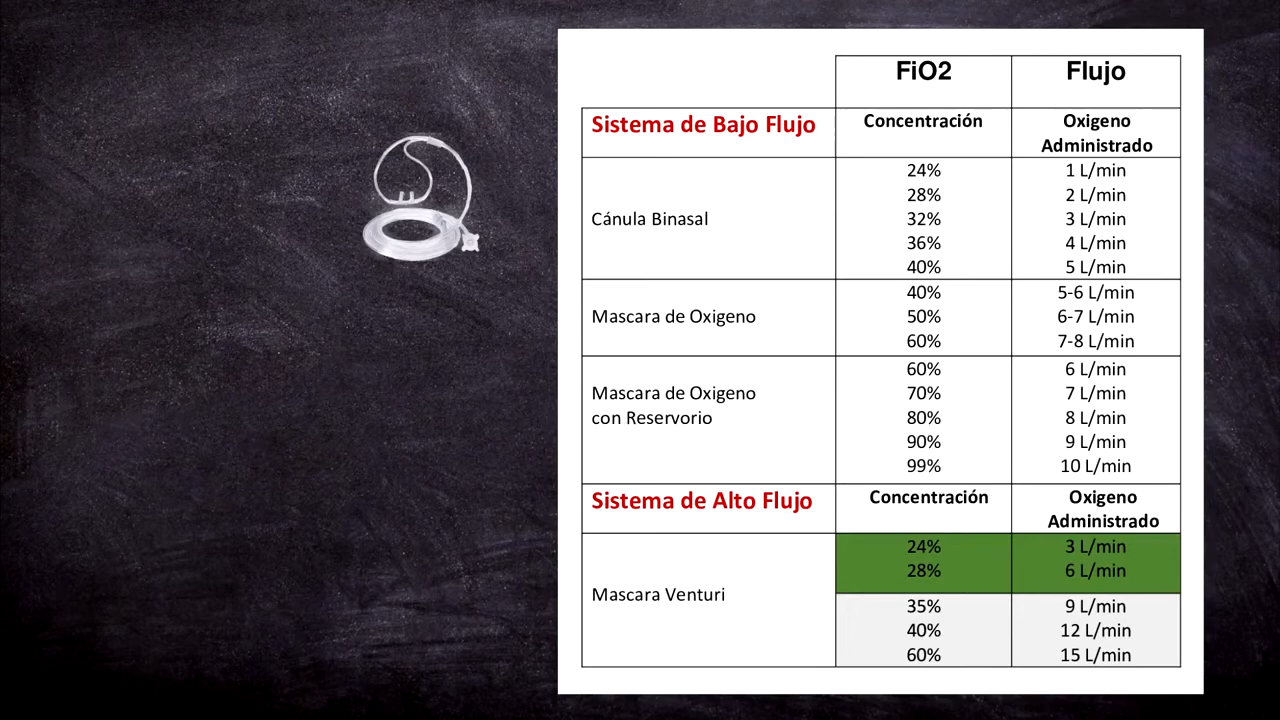 FiO2 Flujo
Sistema de Bajo Flujo Concentración Oxigeno
Administrado
24% 1 L/min
28% 2 L/min
Cánula Binasal 32% 3 L/min
36% 4 L/min
40% 5 L/min
40% 5-6 L/min
Mascara de Oxigeno 50% 6-7 L/min
60% 7-8 L/min
60% 6 L/min
Mascara de Oxigeno 70% 7 L/min
con Reservorio 80% 8 L/min
90% 9 L/min
99% 10 L/min
Sistema de Alto Flujo Concentración Oxigeno
Administrado
24% 3 L/min
28% 6 L/min
Mascara Venturi
35% 9 L/min
40% 12 L/min
60% 15 L/min